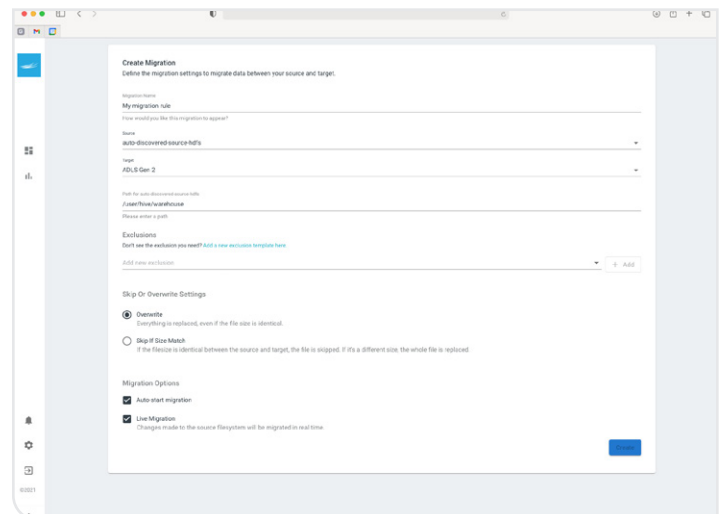 Create Migration
Define the migration settings to migrate data between your source and target.
Migration Name
My migration rule
How would you like this migration to appear?
Source
auto-discovered-source-hdfs
Target
ADLS Gen 2
Path for auto-discovered-source-hdfs
/user/hive/warehouse
Please enter a path
Exclusions
Don't see the exclusion you need? Add a new exclusion template here
Add new exclusion
+ Add
Skip Or Overwrite Settings
Overwrite
Everything is replaced, even if the file size is identical.
Skip If Size Match
If the filesize is identical between the source and target, the file is skipped. If it's a different size, the whole file is replaced
Migration Options
Auto-start migration
Live Migration
Changes made to the source filesystem will be migrated in real time
Create
©2021